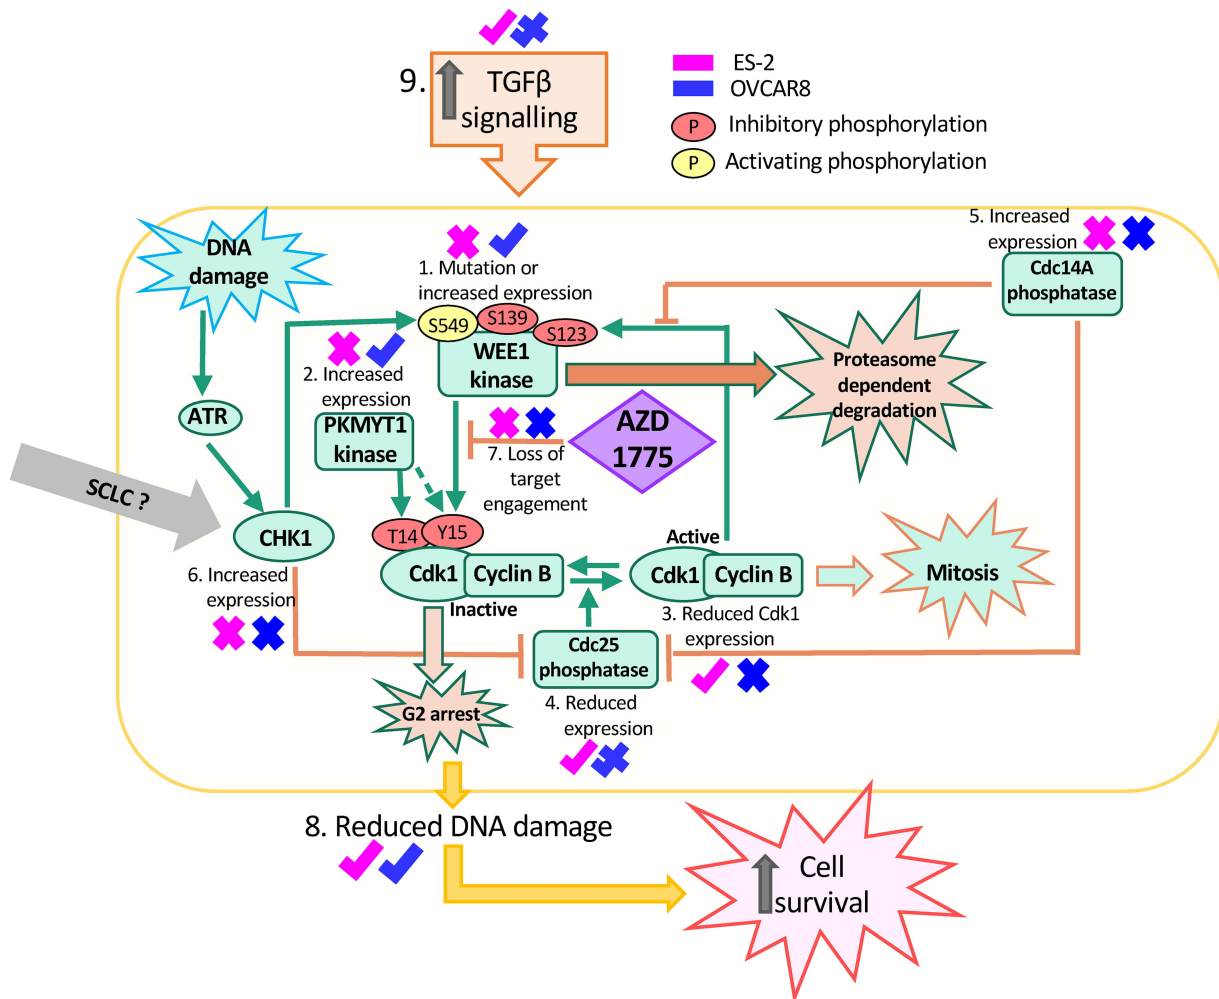 9. TGFβ
signalling
ES-2
OVCAR8
P Inhibitory phosphorylation
P Activating phosphorylation
DNA
damage
1. Mutation or
increased expression
5. Increased
expression
Cdc14A
phosphatase
S549
S139
S123
WEE1
kinase
Proteasome
dependent
degradation
2. Increased
expression
PKMYT1
kinase
ATR
AZD
1775
7. Loss of
target
engagement
SCLC ?
CHK1
T14
Y15
Cdk1
Cyclin B
Inactive
Active
Cdk1
Cyclin B
Mitosis
6. Increased
expression
3. Reduced Cdk1
expression
Cdc25
phosphatase
4. Reduced
expression
G2 arrest
8. Reduced DNA damage
Cell
survival